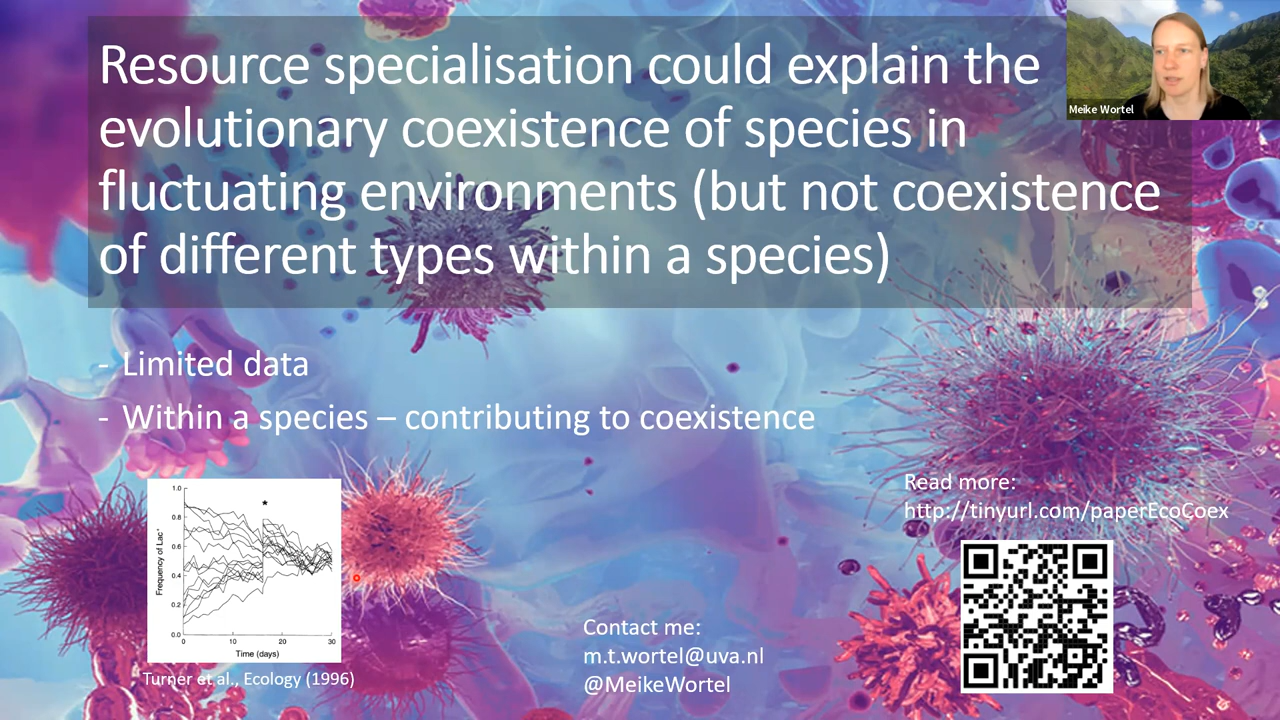 Resource specialisation could explain the
evolutionary coexistence of species in
fluctuating environments (but not coexistence
of different types within a species)
Meike Wortel
- Limited data
- Within a species – contributing to coexistence
1.0
0.8
0.6
0.4
0.2
0.0
Frequency of Lac⁺
*
0
10
20
30
Time (days)
Turner et al., Ecology (1996)
Contact me:
m.t.wortel@uva.nl
@MeikeWortel
Read more:
http://tinyurl.com/paperEcoCoex